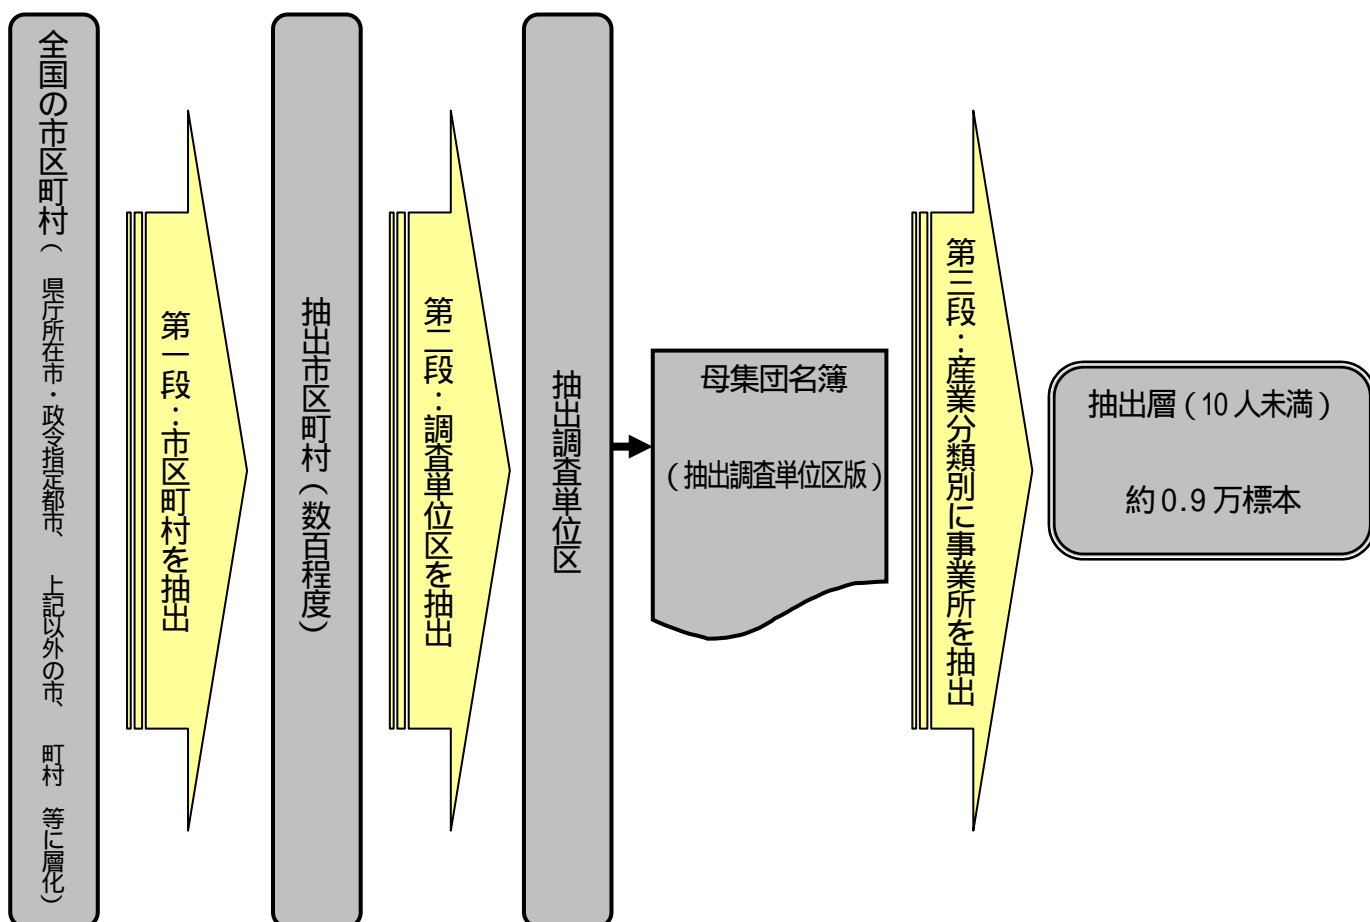 全国の市区町村（ 県庁所在市・政令指定都市、 上記以外の市、 町村 等に層化）
第一段：市区町村を抽出
抽出市区町村（数百程度）
第二段：調査単位区を抽出
抽出調査単位区
母集団名簿
（抽出調査単位区版）
第三段：産業分類別に事業所を抽出
抽出層（10人未満）
約0.9万標本